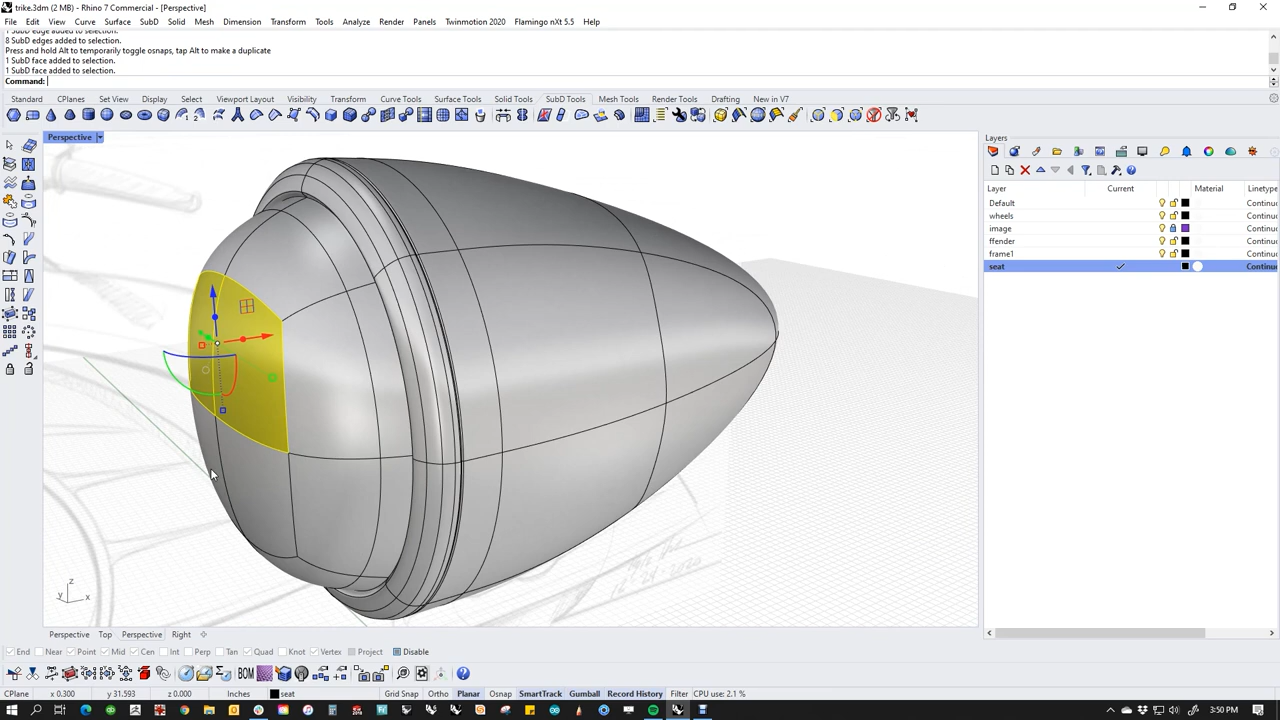 trike.3dm (2 MB) - Rhino 7 Commercial - [Perspective]
File Edit View Curve Surface SubD Solid Mesh Dimension Transform Tools Analyze Render Panels Twinmotion 2020 Flamingo nXt 5.5 Help
8 SubD edges added to selection.
Press and hold Alt to temporarily toggle osnaps, tap Alt to make a duplicate
1 SubD face added to selection.
1 SubD face added to selection.
Command:
Standard CPlanes Set View Display Select Viewport Layout Visibility Transform Curve Tools Surface Tools Solid Tools SubD Tools Mesh Tools Render Tools Drafting New in V7
Perspective
Layers
Layer Current Material Linetype
Default Continuo
wheels Continuo
image Continuo
ffender Continuo
frame1 Continuo
seat Continuo
z
y x
Perspective Top Perspective Right
End Near Point Mid Cen Int Perp Tan Quad Knot Vertex Project Disable
BOM
CPlane x 0.300 y 31.593 z 0.000 Inches seat Grid Snap Ortho Planar Osnap SmartTrack Gumball Record History Filter CPU use: 2.1 %
3:50 PM